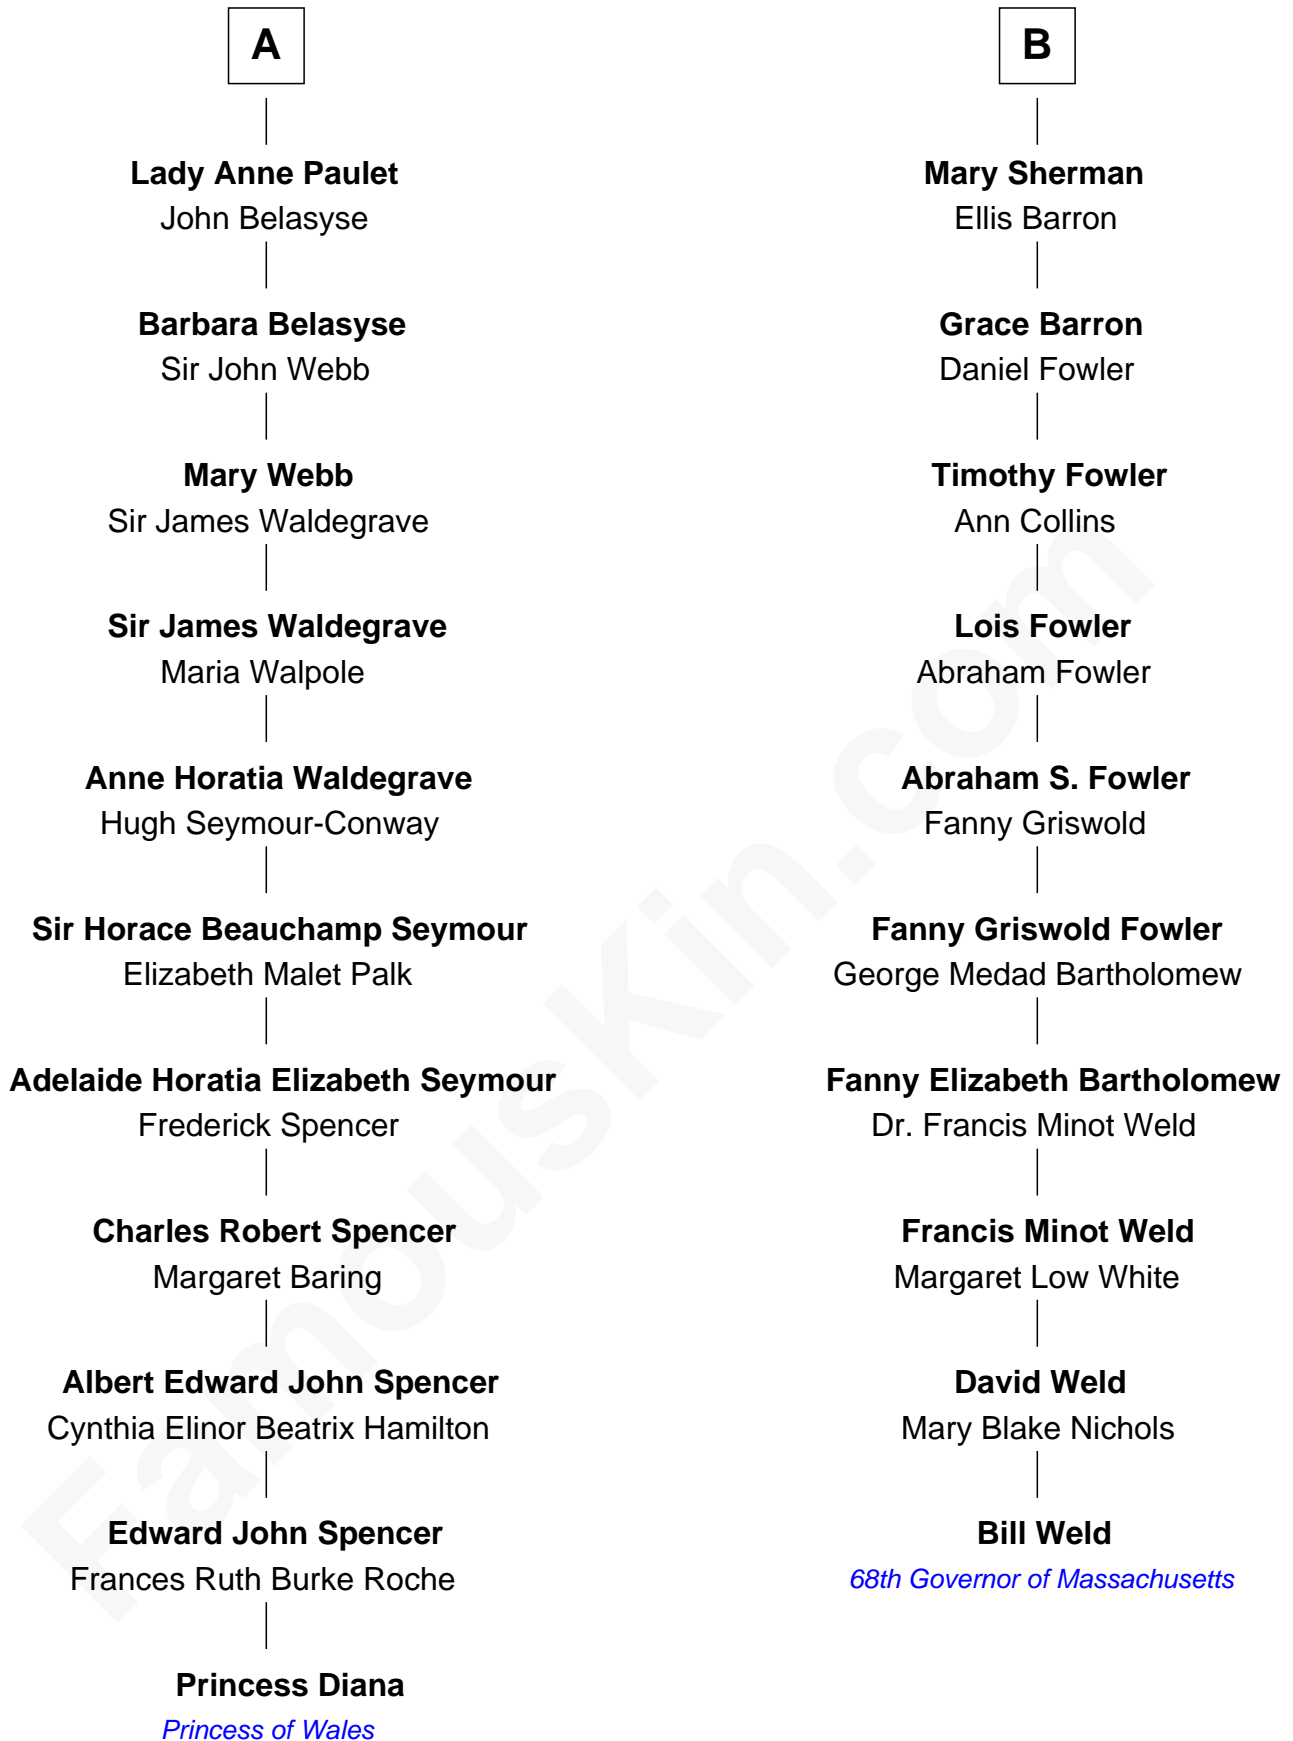 A
Lady Anne Paulet
John Belasyse
Barbara Belasyse
Sir John Webb
Mary Webb
Sir James Waldegrave
Sir James Waldegrave
Maria Walpole
Anne Horatia Waldegrave
Hugh Seymour-Conway
Sir Horace Beauchamp Seymour
Elizabeth Malet Palk
Adelaide Horatia Elizabeth Seymour
Frederick Spencer
Charles Robert Spencer
Margaret Baring
Albert Edward John Spencer
Cynthia Elinor Beatrix Hamilton
Edward John Spencer
Frances Ruth Burke Roche
Princess Diana
Princess of Wales
B
Mary Sherman
Ellis Barron
Grace Barron
Daniel Fowler
Timothy Fowler
Ann Collins
Lois Fowler
Abraham Fowler
Abraham S. Fowler
Fanny Griswold
Fanny Griswold Fowler
George Medad Bartholomew
Fanny Elizabeth Bartholomew
Dr. Francis Minot Weld
Francis Minot Weld
Margaret Low White
David Weld
Mary Blake Nichols
Bill Weld
68th Governor of Massachusetts
FamousKin.com